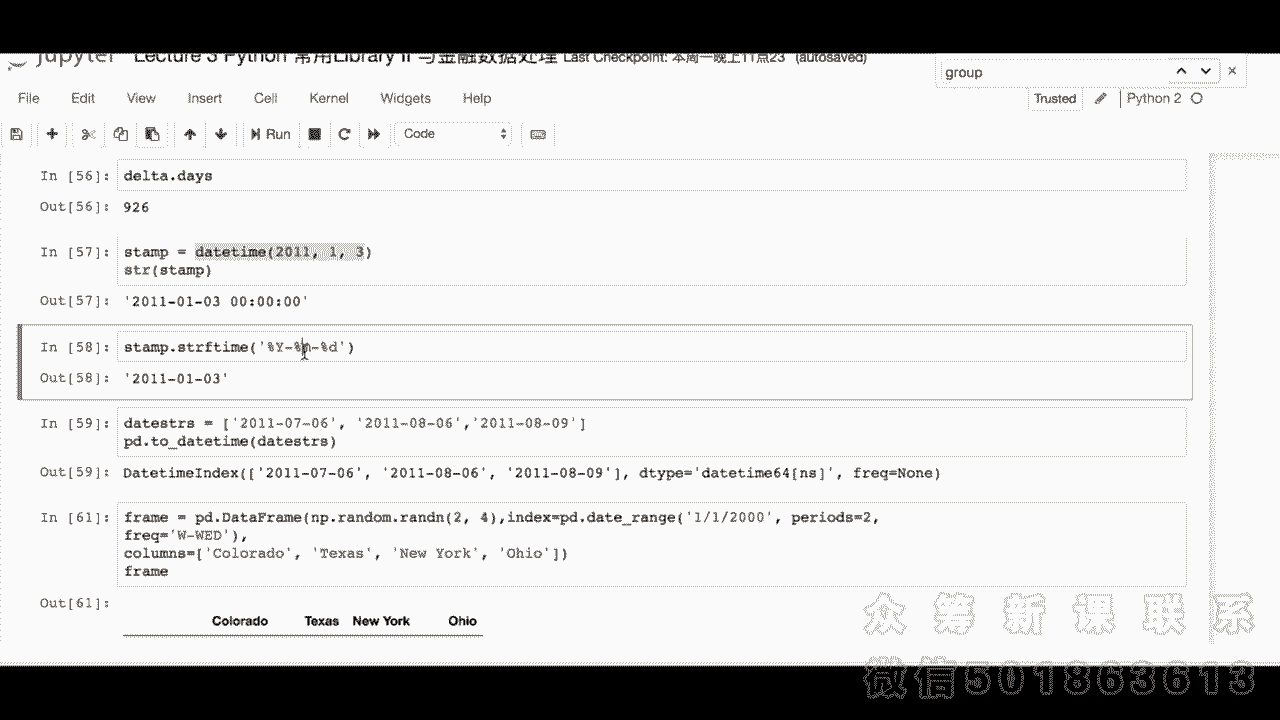 jupyter Lecture 3 Python 常用Library II 与金融数据处理 Last Checkpoint: 本周一晚上11点23 (autosaved)
group
File Edit View Insert Cell Kernel Widgets Help
Trusted Python 2
Run Code
In [56]: delta.days
Out[56]: 926
In [57]: stamp = datetime(2011, 1, 3)
str(stamp)
Out[57]: '2011-01-03 00:00:00'
In [58]: stamp.strftime('%Y-%m-%d')
Out[58]: '2011-01-03'
In [59]: datestrs = ['2011-07-06', '2011-08-06','2011-08-09']
pd.to_datetime(datestrs)
Out[59]: DatetimeIndex(['2011-07-06', '2011-08-06', '2011-08-09'], dtype='datetime64[ns]', freq=None)
In [61]: frame = pd.DataFrame(np.random.randn(2, 4),index=pd.date_range('1/1/2000', periods=2,
freq='W-WED'),
columns=['Colorado', 'Texas', 'New York', 'Ohio'])
frame
Out[61]:
Colorado Texas New York Ohio
众筹新课联系
微信501863613